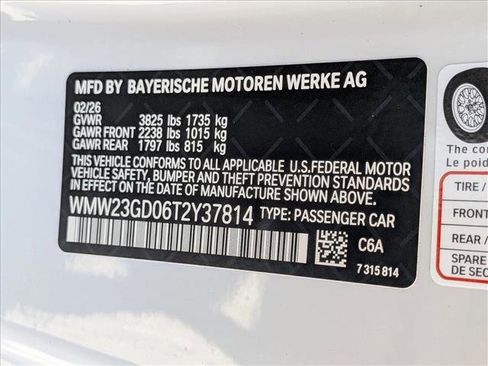 MFD BY BAYERISCHE MOTOREN WERKE AG
02/26
GVWR 3825 lbs 1735 kg
GAWR FRONT 2238 lbs 1015 kg
GAWR REAR 1797 lbs 815 kg
THIS VEHICLE CONFORMS TO ALL APPLICABLE U.S.FEDERAL MOTOR
VEHICLE SAFETY, BUMPER AND THEFT PREVENTION STANDARDS
IN EFFECT ON THE DATE OF MANUFACTURE SHOWN ABOVE.
WMW23GD06T2Y37814 TYPE: PASSENGER CAR
C6A
7 315 814
The con
Le poid
TIRE /
FRONT
REAR /
SPARE
DE SEC